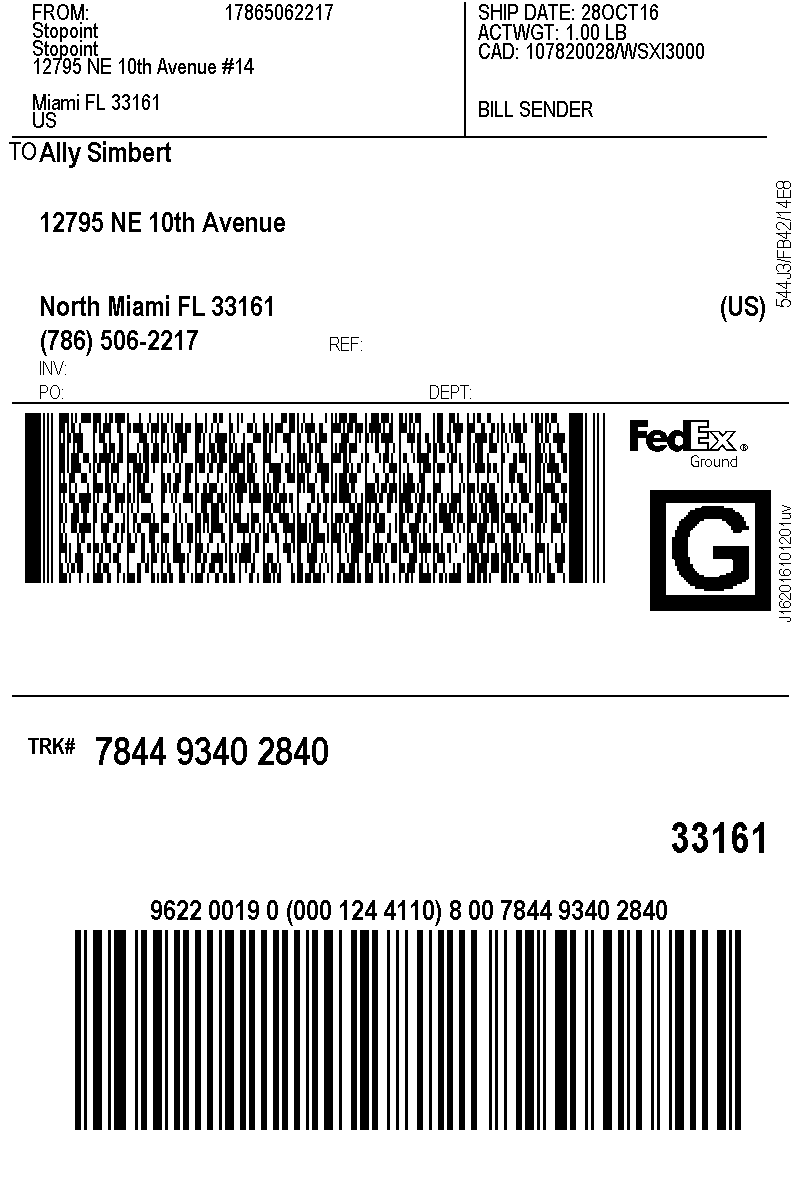 FROM: 17865062217
Stopoint
Stopoint
12795 NE 10th Avenue #14
Miami FL 33161
US
SHIP DATE: 28OCT16
ACTWGT: 1.00 LB
CAD: 107820028/WSXI3000
BILL SENDER
TO Ally Simbert
12795 NE 10th Avenue
North Miami FL 33161 (US)
(786) 506-2217 REF:
INV:
PO: DEPT:
544J3/FB42/14E8
FedEx®
Ground
G
J162016101201uv
TRK# 7844 9340 2840
33161
9622 0019 0 (000 124 4110) 8 00 7844 9340 2840